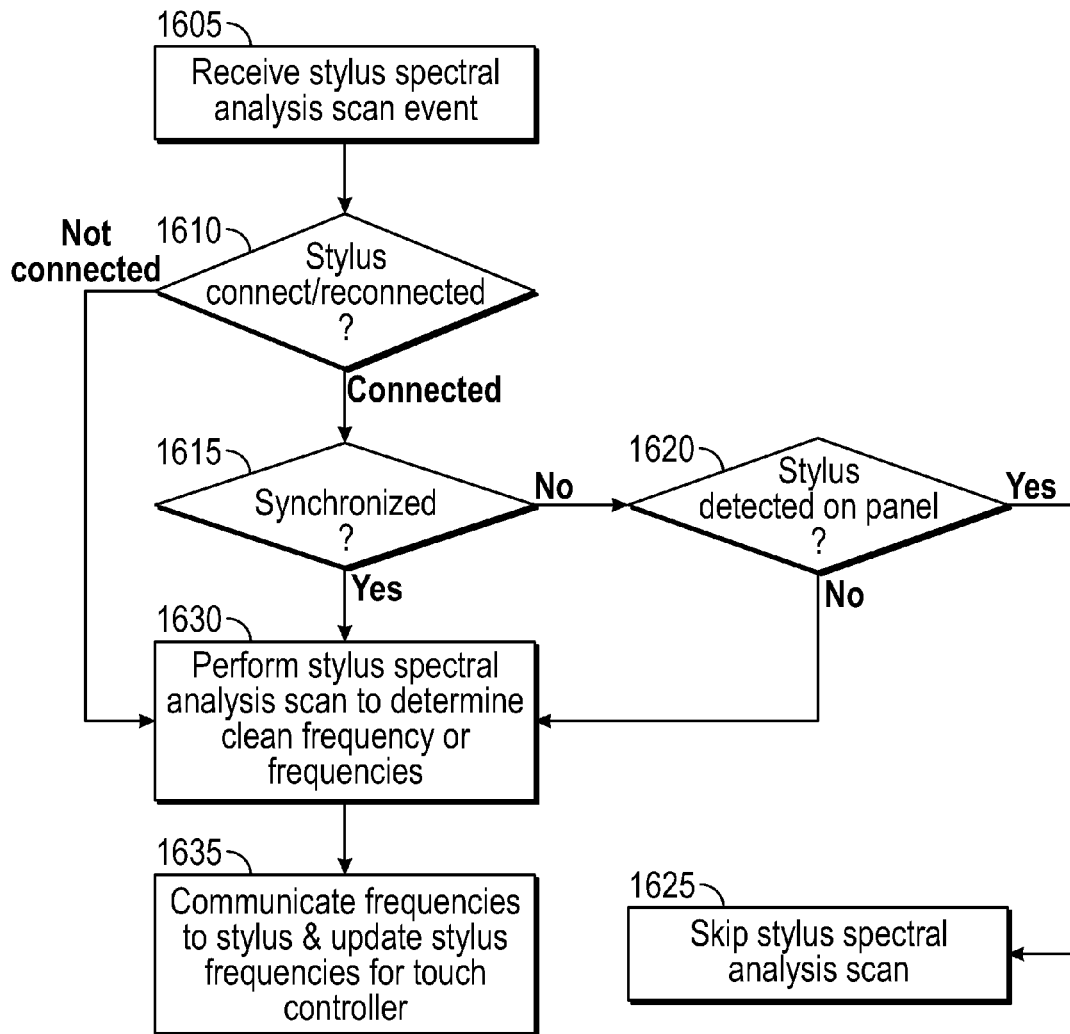 1605
Receive stylus spectral
analysis scan event
1610
Not
connected
Stylus
connect/reconnected
?
Connected
1615
Synchronized
?
No
Yes
1620
Stylus
detected on panel
?
Yes
No
1630
Perform stylus spectral
analysis scan to determine
clean frequency or
frequencies
1635
Communicate frequencies
to stylus & update stylus
frequencies for touch
controller
1625
Skip stylus spectral
analysis scan